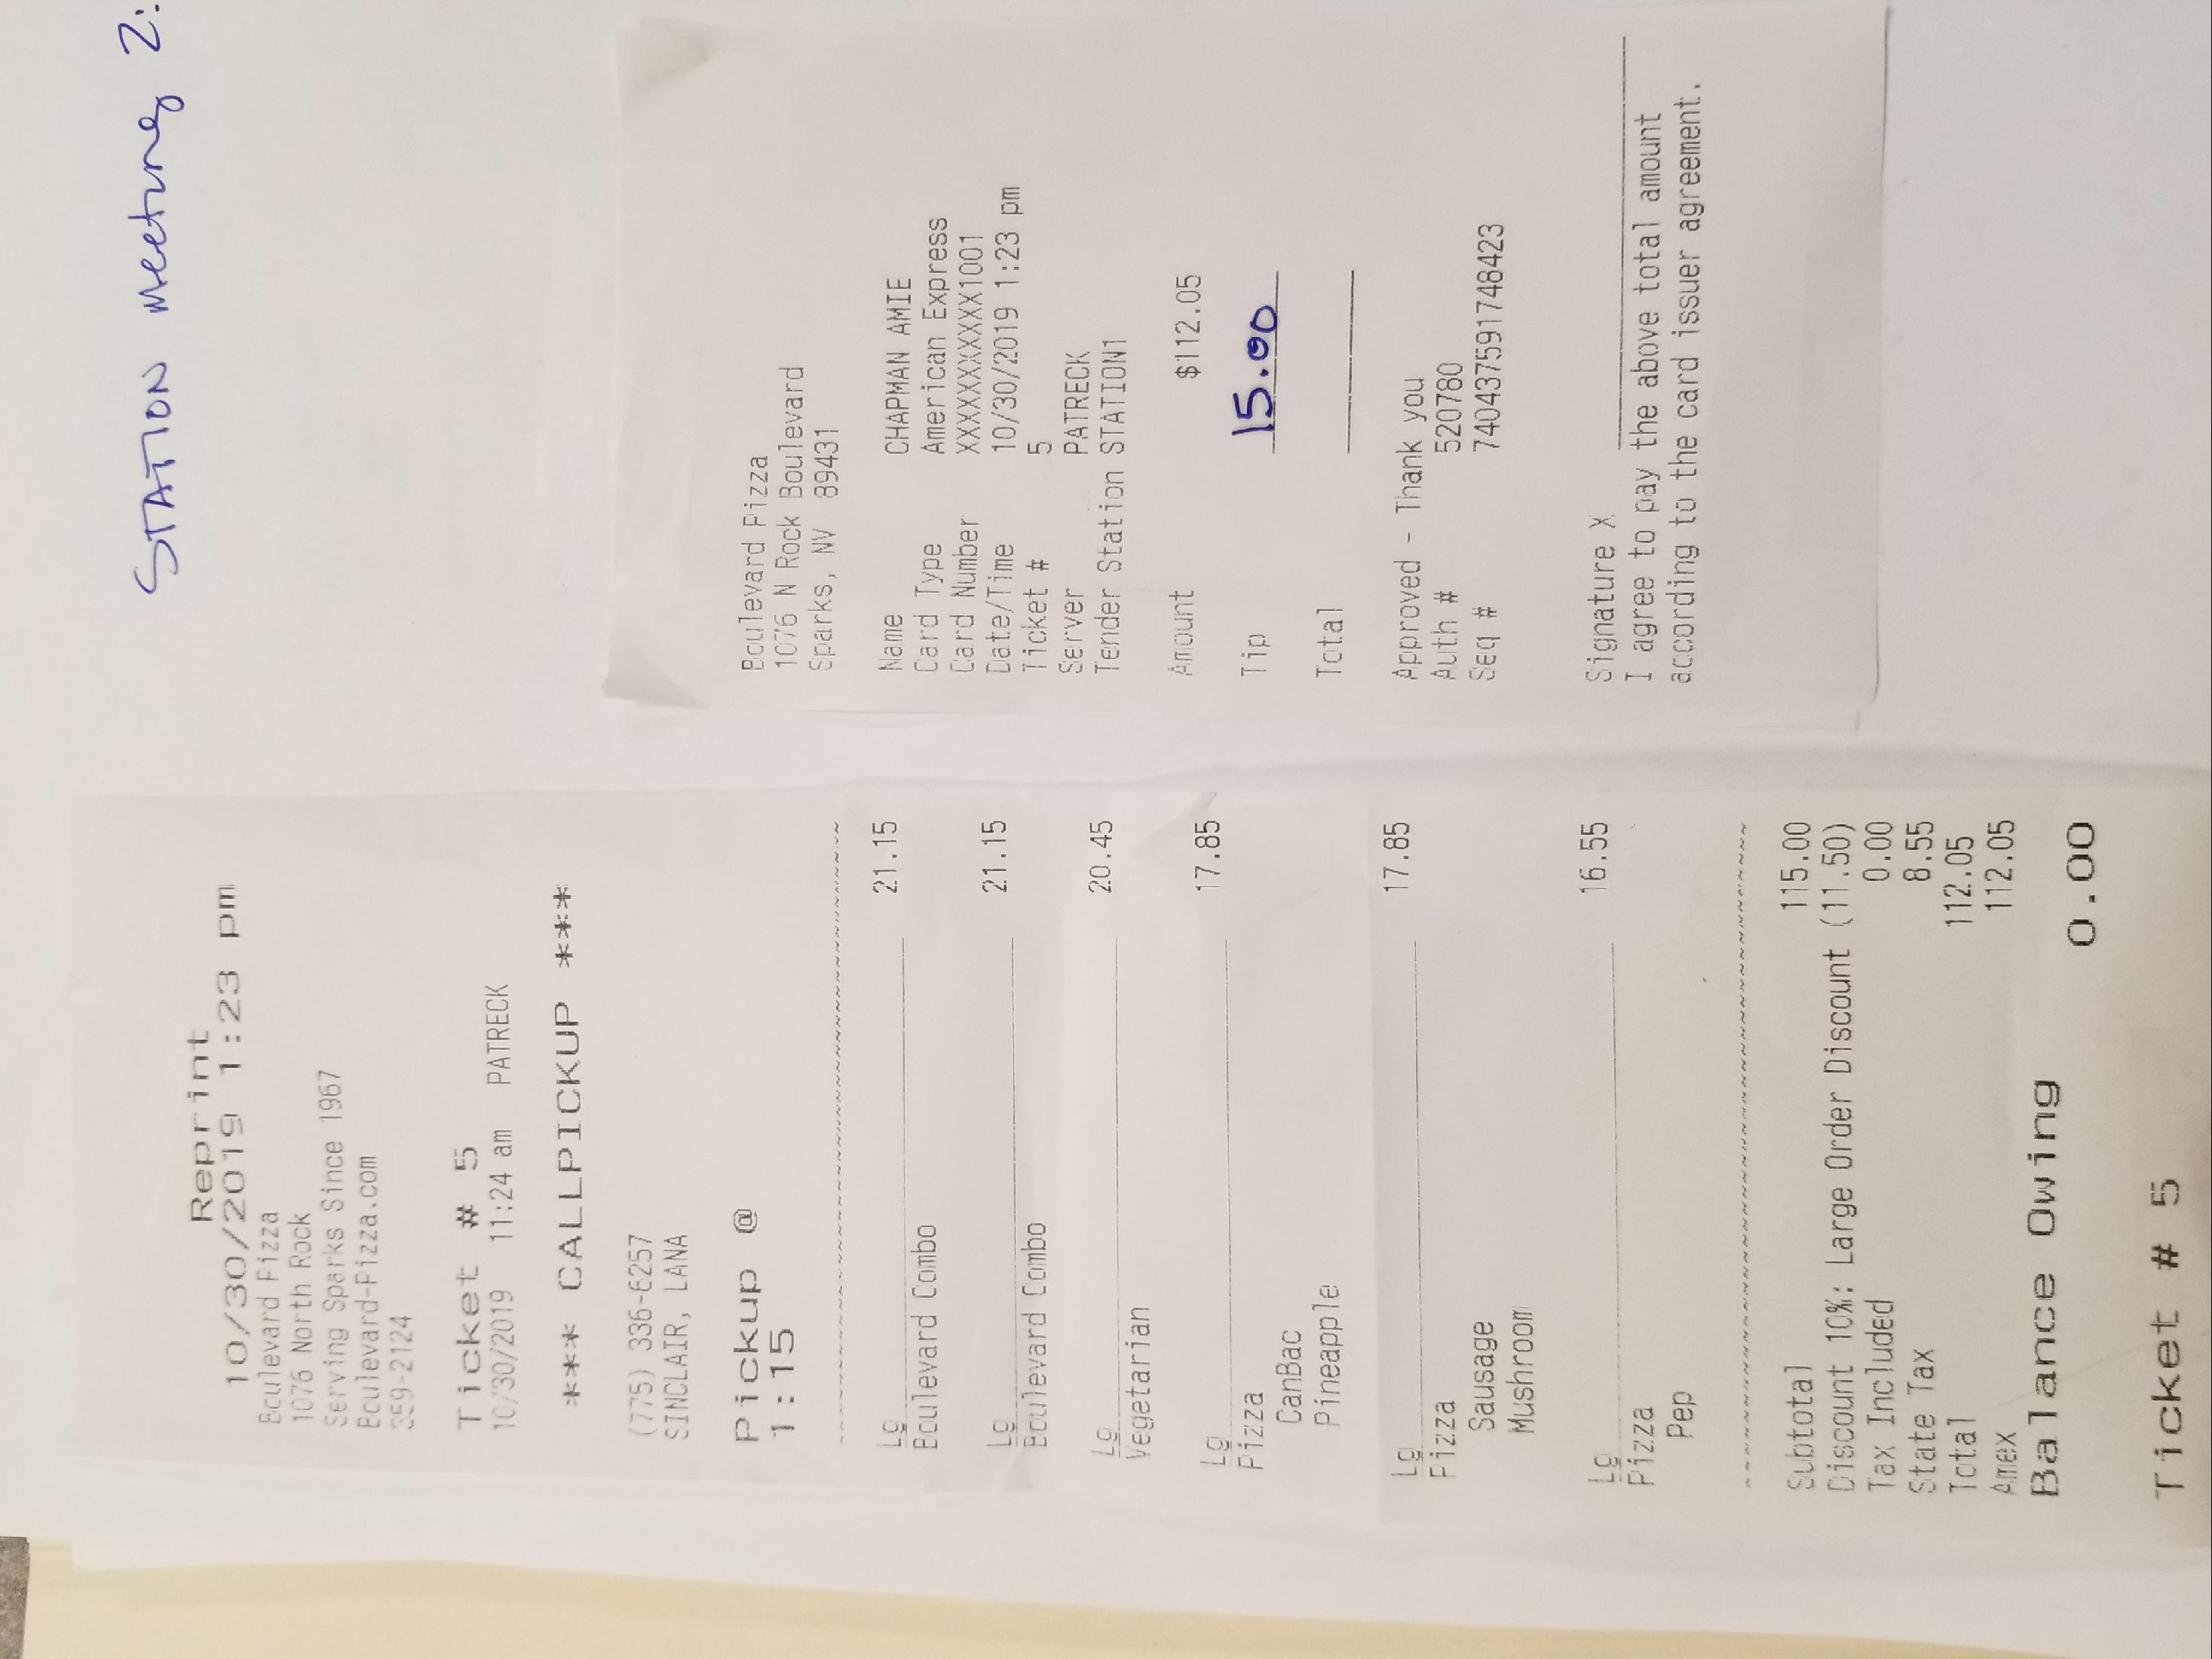 STATION Meeting 2:
Reprint
10/30/2019 1:23 pm
Boulevard Pizza
1076 North Rock
Serving Sparks Since 1967
Boulevard-Pizza.com
359-2124
Ticket # 5
10/30/2019 11:24 am PATRECK
*** CALLPICKUP ***
(775) 336-6257
SINCLAIR, LANA
Pickup @
1:15
Lg 21.15
Boulevard Combo
Lg 21.15
Boulevard Combo
Lg 20.45
Vegetarian
Lg 17.85
Pizza
CanBac
Pineapple
Lg 17.85
Pizza
Sausage
Mushroom
Lg 16.55
Pizza
Pep
Subtotal 115.00
Discount 10%: Large Order Discount (11.50)
Tax Included 0.00
State Tax 8.55
Total 112.05
Amex 112.05
Balance Owing 0.00
Ticket # 5
Boulevard Pizza
1076 N Rock Boulevard
Sparks, NV 89431
Name CHAPMAN AMIE
Card Type American Express
Card Number XXXXXXXXXXX1001
Date/Time 10/30/2019 1:23 pm
Ticket # 5
Server PATRECK
Tender Station STATION1
Amount $112.05
Tip 15.00
Total
Approved - Thank you
Auth # 520780
Seq # 740437591748423
Signature X
I agree to pay the above total amount
according to the card issuer agreement.